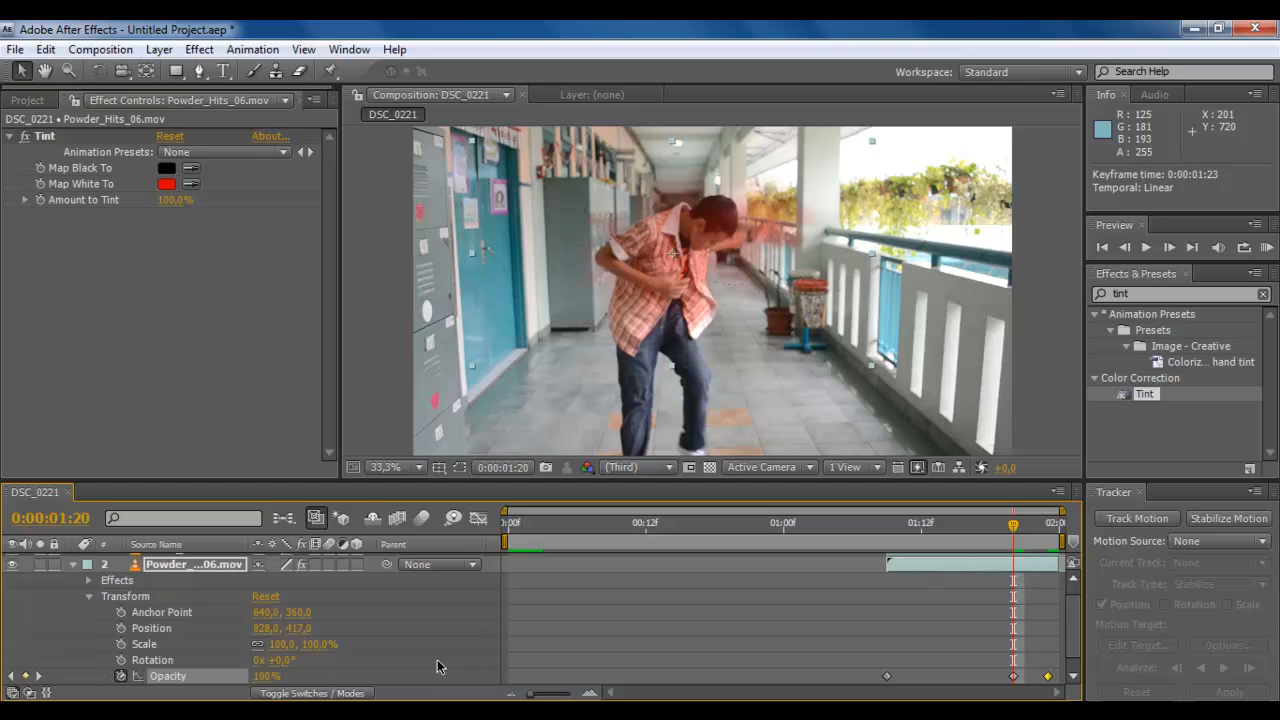 Adobe After Effects - Untitled Project.aep *
File Edit Composition Layer Effect Animation View Window Help
Workspace: Standard Search Help
Project Effect Controls: Powder_Hits_06.mov
DSC_0221 • Powder_Hits_06.mov
fx Tint Reset About...
Animation Presets: None
Map Black To
Map White To
Amount to Tint 100,0%
Composition: DSC_0221 Layer: (none)
DSC_0221
33,3% 0:00:01:20 (Third) Active Camera 1 View +0,0
Info Audio
R: 125 X: 201
G: 181 Y: 720
B: 193
A: 255
Keyframe time: 0:00:01:23
Temporal: Linear
Preview
Effects & Presets
tint
* Animation Presets
Presets
Image - Creative
Coloriz... hand tint
Color Correction
Tint
DSC_0221
0:00:01:20
:00f 00:12f 01:00f 01:12f 02:0
# Source Name Parent
2 Powder_...06.mov None
Effects
Transform Reset
Anchor Point 640,0, 360,0
Position 828,0, 417,0
Scale 100,0, 100,0%
Rotation 0x +0,0°
Opacity 100%
Toggle Switches / Modes
Tracker
Track Motion Stabilize Motion
Motion Source: None
Current Track: None
Track Type: Stabilize
Position Rotation Scale
Motion Target:
Edit Target... Options...
Analyze:
Reset Apply